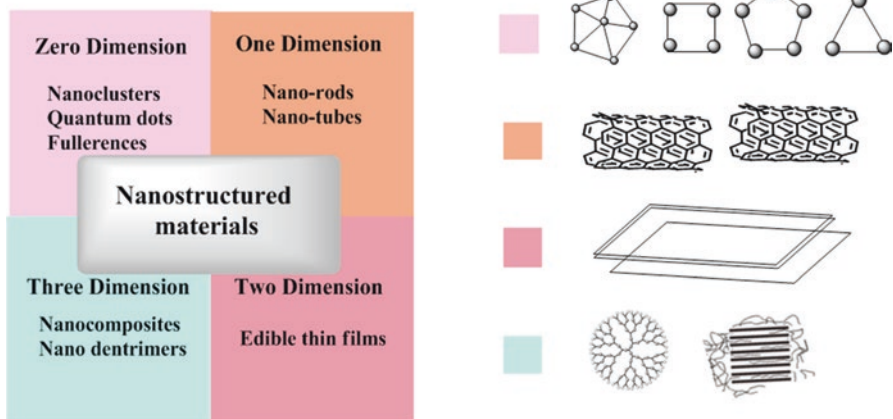 Zero Dimension
Nanoclusters
Quantum dots
Fullerences
One Dimension
Nano-rods
Nano-tubes
Nanostructured
materials
Three Dimension
Nanocomposites
Nano dentrimers
Two Dimension
Edible thin films